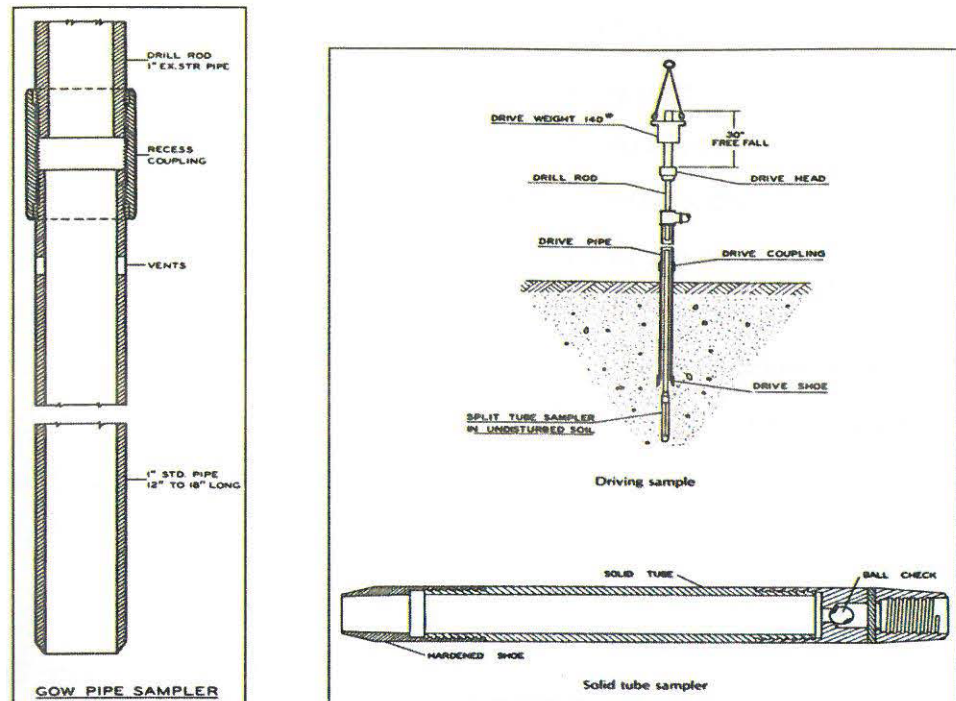 DRILL ROD
1" EX.STR PIPE
RECESS
COUPLING
VENTS
1" STD. PIPE
12" TO 18" LONG
GOW PIPE SAMPLER
DRIVE WEIGHT 140#
30"
FREE FALL
DRILL ROD
DRIVE HEAD
DRIVE PIPE
DRIVE COUPLING
DRIVE SHOE
SPLIT TUBE SAMPLER
IN UNDISTURBED SOIL
Driving sample
SOLID TUBE
BALL CHECK
HARDENED SHOE
Solid tube sampler